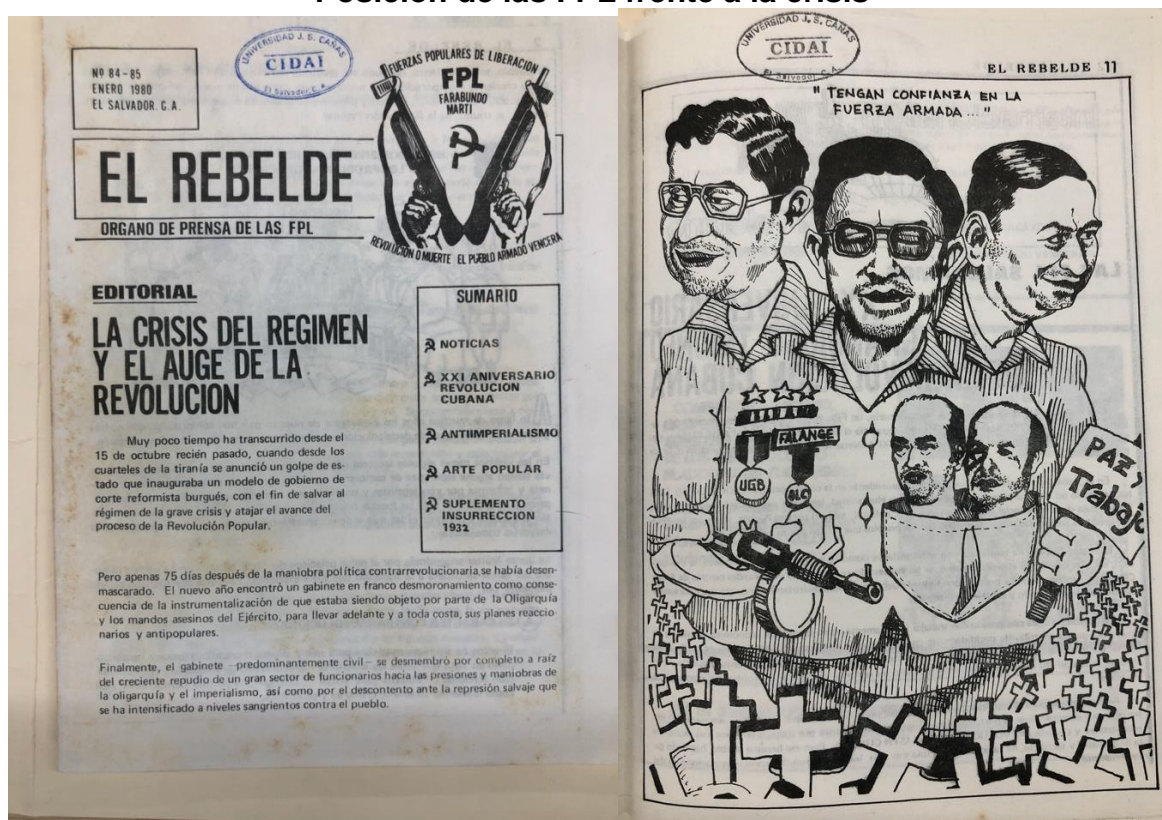 Posición de las FPL frente a la crisis
Nº 84-85
ENERO 1980
EL SALVADOR. C.A.
UNIVERSIDAD J. S. CAÑAS
CIDAI
El Salvador, C. A.
FUERZAS POPULARES DE LIBERACION
FPL
FARABUNDO
MARTI
REVOLUCION O MUERTE EL PUEBLO ARMADO VENCERA
EL REBELDE
ORGANO DE PRENSA DE LAS FPL
EDITORIAL
LA CRISIS DEL REGIMEN
Y EL AUGE DE LA
REVOLUCION
Muy poco tiempo ha transcurrido desde el
15 de octubre recién pasado, cuando desde los
cuarteles de la tiranía se anunció un golpe de es-
tado que inauguraba un modelo de gobierno de
corte reformista burgués, con el fin de salvar al
régimen de la grave crisis y atajar el avance del
proceso de la Revolución Popular.
SUMARIO
NOTICIAS
XXI ANIVERSARIO
REVOLUCION
CUBANA
ANTIIMPERIALISMO
ARTE POPULAR
SUPLEMENTO
INSURRECCION
1932
Pero apenas 75 días después de la maniobra política contrarrevolucionaria,se había desen-
mascarado. El nuevo año encontró un gabinete en franco desmoronamiento como conse-
cuencia de la instrumentalización de que estaba siendo objeto por parte de la Oligarquía
y los mandos asesinos del Ejército, para llevar adelante y a toda costa, sus planes reaccio-
narios y antipopulares.
Finalmente, el gabinete —predominantemente civil— se desmembró por completo a raíz
del creciente repudio de un gran sector de funcionarios hacia las presiones y maniobras de
la oligarquía y el imperialismo, así como por el descontento ante la represión salvaje que
se ha intensificado a niveles sangrientos contra el pueblo.
UNIVERSIDAD J. S. CAÑAS
CIDAI
El Salvador, C. A.
EL REBELDE 11
"TENGAN CONFIANZA EN LA
FUERZA ARMADA..."
FALANGE
UGB
PAZ Y
Trabajo